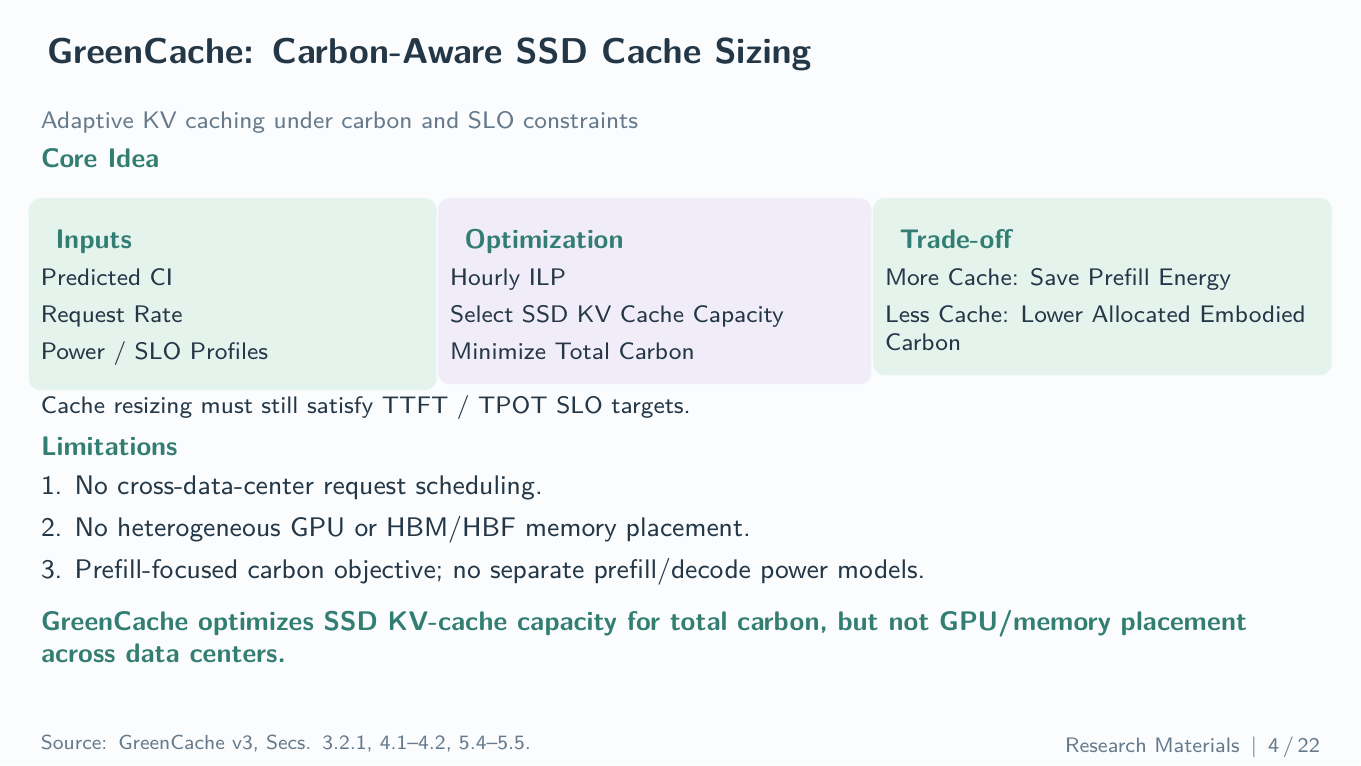 GreenCache: Carbon-Aware SSD Cache Sizing
Adaptive KV caching under carbon and SLO constraints
Core Idea
Inputs
Predicted CI
Request Rate
Power / SLO Profiles
Optimization
Hourly ILP
Select SSD KV Cache Capacity
Minimize Total Carbon
Trade-off
More Cache: Save Prefill Energy
Less Cache: Lower Allocated Embodied
Carbon
Cache resizing must still satisfy TTFT / TPOT SLO targets.
Limitations
1. No cross-data-center request scheduling.
2. No heterogeneous GPU or HBM/HBF memory placement.
3. Prefill-focused carbon objective; no separate prefill/decode power models.
GreenCache optimizes SSD KV-cache capacity for total carbon, but not GPU/memory placement
across data centers.
Source: GreenCache v3, Secs. 3.2.1, 4.1–4.2, 5.4–5.5.
Research Materials | 4 / 22